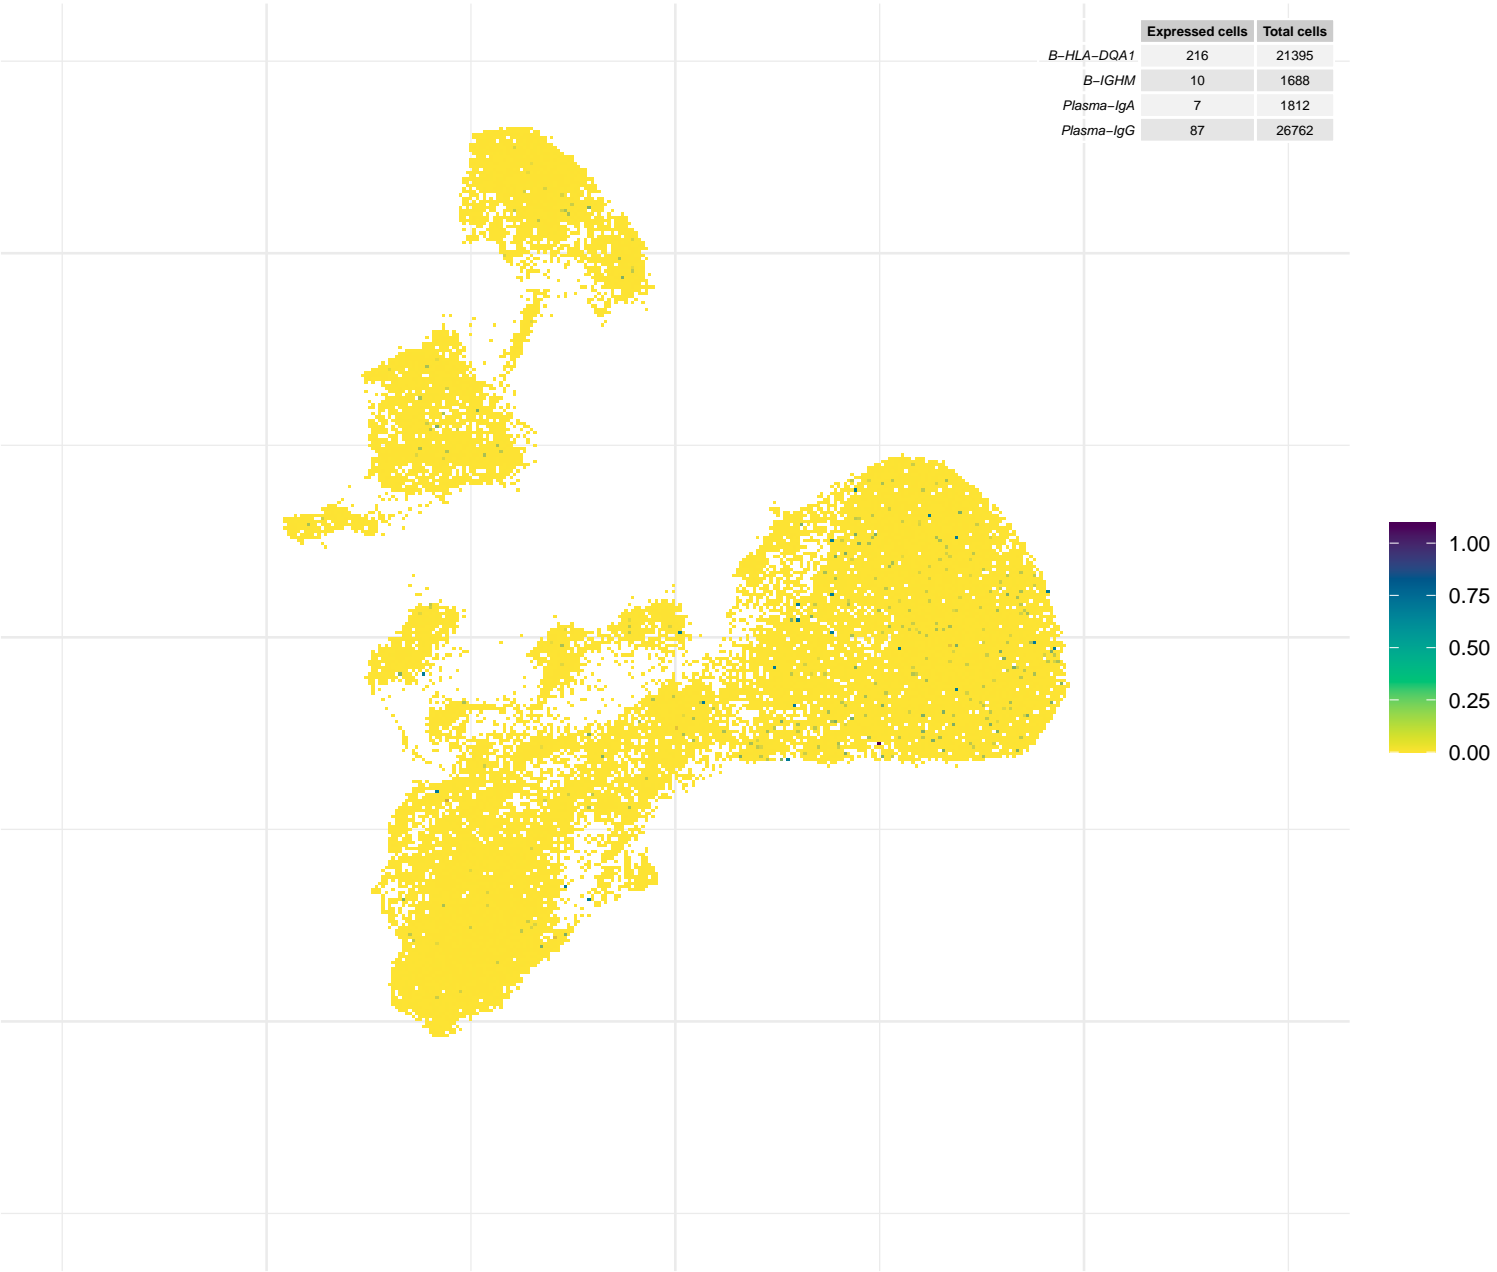 Expressed cells Total cells
B−HLA−DQA1 216 21395
B−IGHM 10 1688
Plasma−IgA 7 1812
Plasma−IgG 87 26762
1.00
0.75
0.50
0.25
0.00